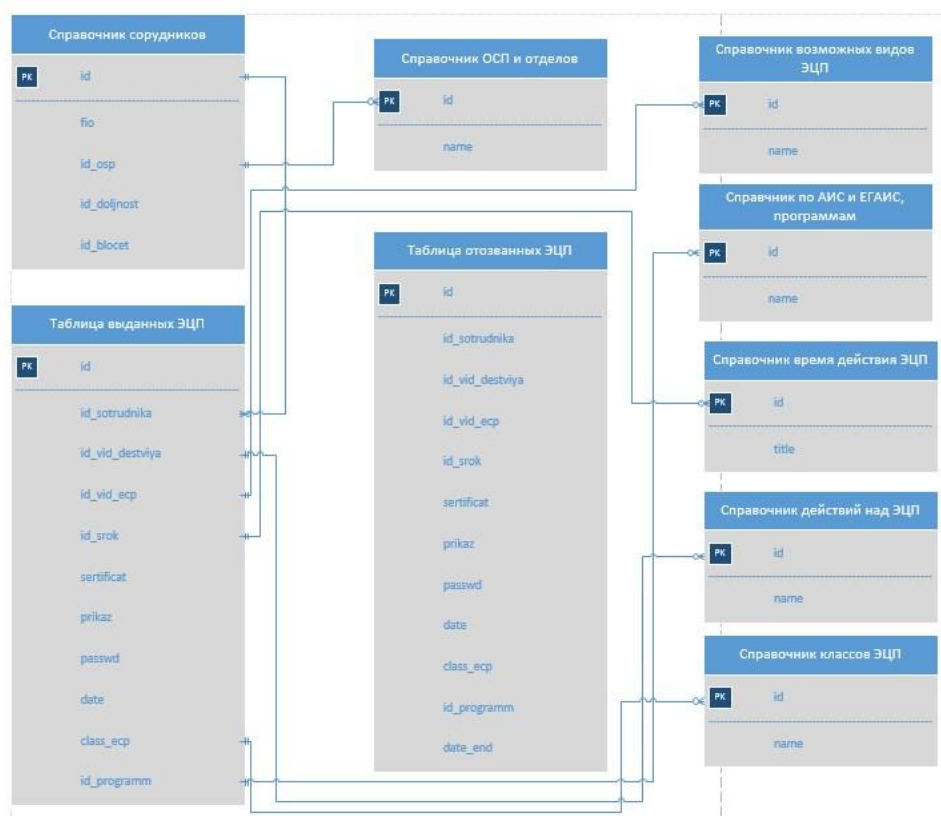 Справочник сорудников
PK
id
fio
id_osp
id_doljnost
id_blocet
Таблица выданных ЭЦП
PK
id
id_sotrudnika
id_vid_destviya
id_vid_ecp
id_srok
sertificat
prikaz
passwd
date
class_ecp
id_programm
Справочник ОСП и отделов
PK
id
name
Таблица отозванных ЭЦП
PK
id
id_sotrudnika
id_vid_destviya
id_vid_ecp
id_srok
sertificat
prikaz
passwd
date
class_ecp
id_programm
date_end
Справочник возможных видов
ЭЦП
PK
id
name
Справчник по АИС и ЕГАИС,
программам
PK
id
name
Справочник время действия ЭЦП
PK
id
title
Справочник действий над ЭЦП
PK
id
name
Справочник классов ЭЦП
PK
id
name